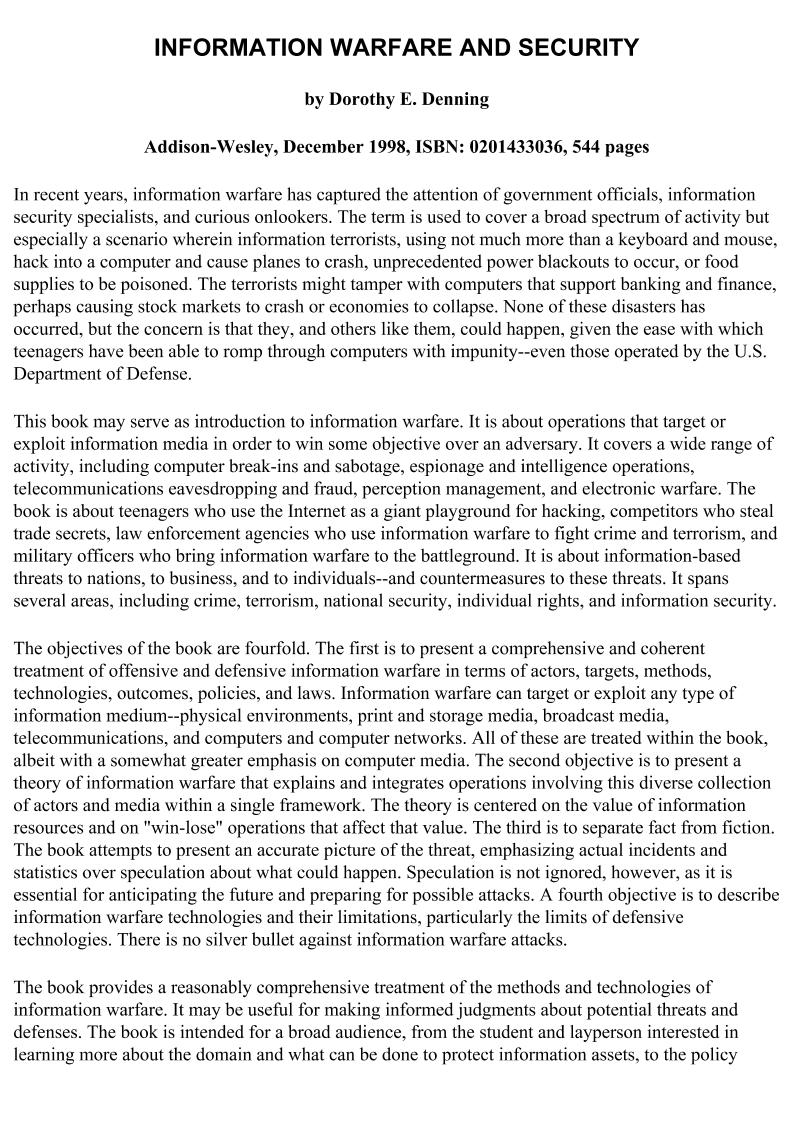 INFORMATION WARFARE AND SECURITY
by Dorothy E. Denning
Addison-Wesley, December 1998, ISBN: 0201433036, 544 pages
In recent years, information warfare has captured the attention of government officials, information
security specialists, and curious onlookers. The term is used to cover a broad spectrum of activity but
especially a scenario wherein information terrorists, using not much more than a keyboard and mouse,
hack into a computer and cause planes to crash, unprecedented power blackouts to occur, or food
supplies to be poisoned. The terrorists might tamper with computers that support banking and finance,
perhaps causing stock markets to crash or economies to collapse. None of these disasters has
occurred, but the concern is that they, and others like them, could happen, given the ease with which
teenagers have been able to romp through computers with impunity--even those operated by the U.S.
Department of Defense.
This book may serve as introduction to information warfare. It is about operations that target or
exploit information media in order to win some objective over an adversary. It covers a wide range of
activity, including computer break-ins and sabotage, espionage and intelligence operations,
telecommunications eavesdropping and fraud, perception management, and electronic warfare. The
book is about teenagers who use the Internet as a giant playground for hacking, competitors who steal
trade secrets, law enforcement agencies who use information warfare to fight crime and terrorism, and
military officers who bring information warfare to the battleground. It is about information-based
threats to nations, to business, and to individuals--and countermeasures to these threats. It spans
several areas, including crime, terrorism, national security, individual rights, and information security.
The objectives of the book are fourfold. The first is to present a comprehensive and coherent
treatment of offensive and defensive information warfare in terms of actors, targets, methods,
technologies, outcomes, policies, and laws. Information warfare can target or exploit any type of
information medium--physical environments, print and storage media, broadcast media,
telecommunications, and computers and computer networks. All of these are treated within the book,
albeit with a somewhat greater emphasis on computer media. The second objective is to present a
theory of information warfare that explains and integrates operations involving this diverse collection
of actors and media within a single framework. The theory is centered on the value of information
resources and on "win-lose" operations that affect that value. The third is to separate fact from fiction.
The book attempts to present an accurate picture of the threat, emphasizing actual incidents and
statistics over speculation about what could happen. Speculation is not ignored, however, as it is
essential for anticipating the future and preparing for possible attacks. A fourth objective is to describe
information warfare technologies and their limitations, particularly the limits of defensive
technologies. There is no silver bullet against information warfare attacks.
The book provides a reasonably comprehensive treatment of the methods and technologies of
information warfare. It may be useful for making informed judgments about potential threats and
defenses. The book is intended for a broad audience, from the student and layperson interested in
learning more about the domain and what can be done to protect information assets, to the policy